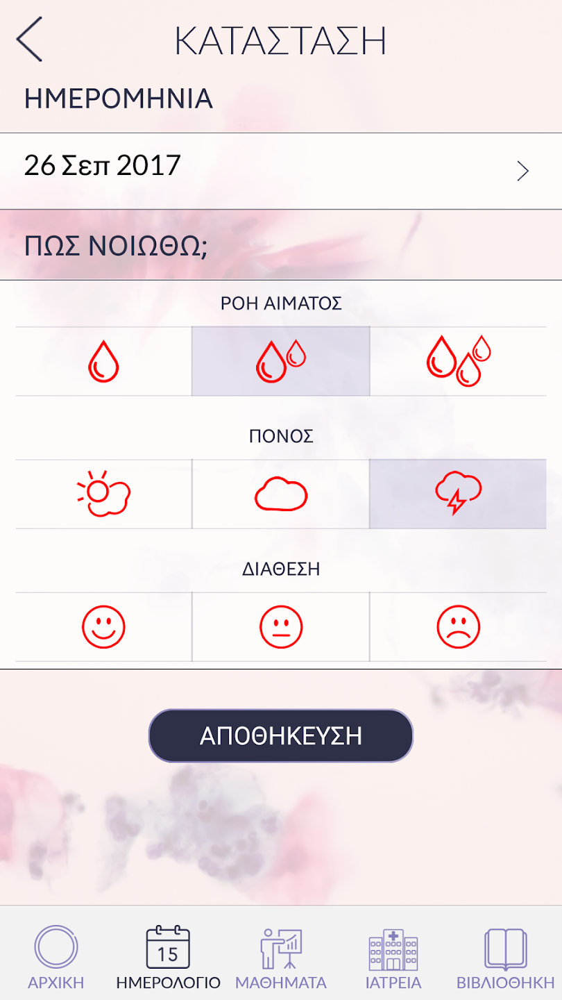 ΚΑΤΑΣΤΑΣΗ
ΗΜΕΡΟΜΗΝΙΑ
26 Σεπ 2017
ΠΩΣ ΝΟΙΩΘΩ;
ΡΟΗ ΑΙΜΑΤΟΣ
ΠΟΝΟΣ
ΔΙΑΘΕΣΗ
ΑΠΟΘΗΚΕΥΣΗ
15
ΑΡΧΙΚΗ ΗΜΕΡΟΛΟΓΙΟ ΜΑΘΗΜΑΤΑ ΙΑΤΡΕΙΑ ΒΙΒΛΙΟΘΗΚΗ